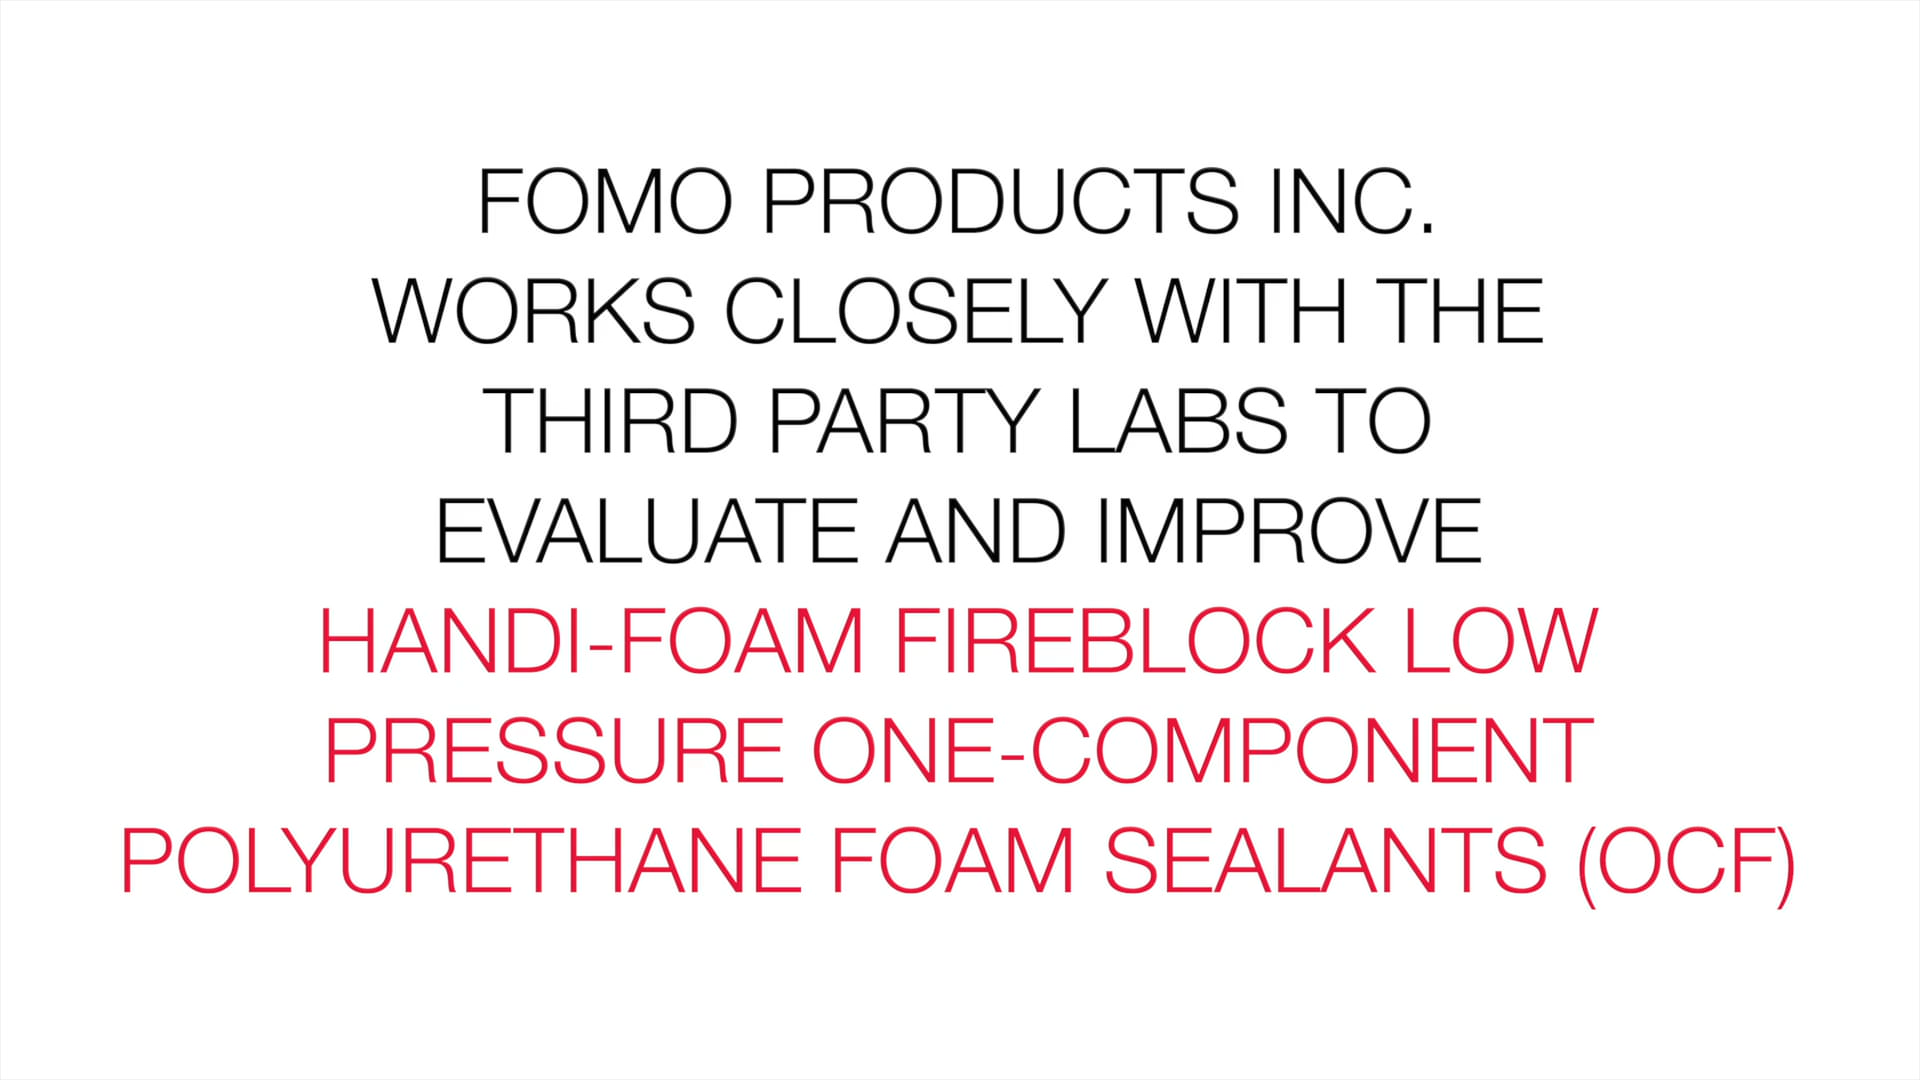 FOMO PRODUCTS INC.
WORKS CLOSELY WITH THE
THIRD PARTY LABS TO
EVALUATE AND IMPROVE
HANDI-FOAM FIREBLOCK LOW
PRESSURE ONE-COMPONENT
POLYURETHANE FOAM SEALANTS (OCF)